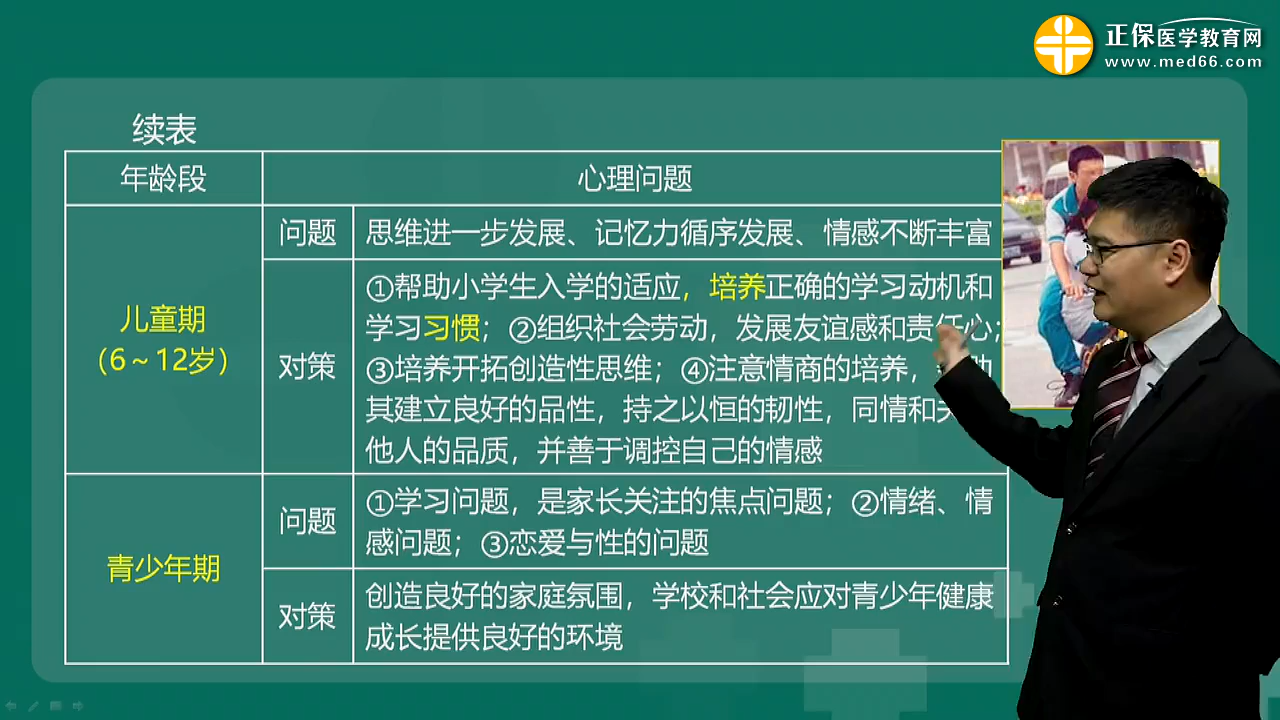 正保医学教育网
www.med66.com
续表
年龄段
心理问题
儿童期
（6～12岁）
问题
思维进一步发展、记忆力循序发展、情感不断丰富
对策
①帮助小学生入学的适应，培养正确的学习动机和
学习习惯；②组织社会劳动，发展友谊感和责任心；
③培养开拓创造性思维；④注意情商的培养，
其建立良好的品性，持之以恒的韧性，同情和
他人的品质，并善于调控自己的情感
青少年期
问题
①学习问题，是家长关注的焦点问题；②情绪、情
感问题；③恋爱与性的问题
对策
创造良好的家庭氛围，学校和社会应对青少年健康
成长提供良好的环境